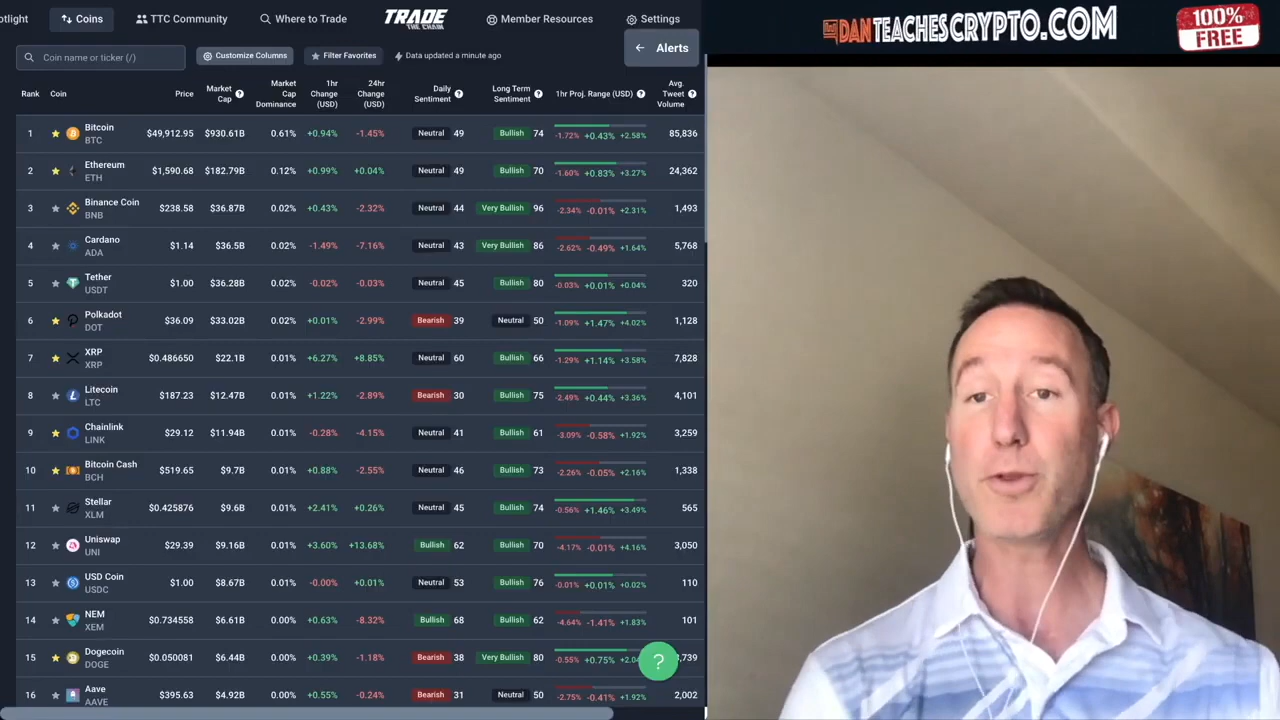 otlight
Coins
TTC Community
Where to Trade
TRADE
THE CHAIN
Member Resources
Settings
DANTEACHESCRYPTO.COM
100%
FREE
Coin name or ticker (/)
Customize Columns
Filter Favorites
Data updated a minute ago
Alerts
Rank Coin Price Market Cap Market Cap Dominance 1hr Change (USD) 24hr Change (USD) Daily Sentiment Long Term Sentiment 1hr Proj. Range (USD) Avg. Tweet Volume
1 Bitcoin BTC $49,912.95 $930.61B 0.61% +0.94% -1.45% Neutral 49 Bullish 74 -1.72% +0.43% +2.58% 85,836
2 Ethereum ETH $1,590.68 $182.79B 0.12% +0.99% +0.04% Neutral 49 Bullish 70 -1.60% +0.83% +3.27% 24,362
3 Binance Coin BNB $238.58 $36.87B 0.02% +0.43% -2.32% Neutral 44 Very Bullish 96 -2.34% -0.01% +2.31% 1,493
4 Cardano ADA $1.14 $36.5B 0.02% -1.49% -7.16% Neutral 43 Very Bullish 86 -2.62% -0.49% +1.64% 5,768
5 Tether USDT $1.00 $36.28B 0.02% -0.02% -0.03% Neutral 45 Bullish 80 -0.03% +0.01% +0.04% 320
6 Polkadot DOT $36.09 $33.02B 0.02% +0.01% -2.99% Bearish 39 Neutral 50 -1.09% +1.47% +4.02% 1,128
7 XRP XRP $0.486650 $22.1B 0.01% +6.27% +8.85% Neutral 60 Bullish 66 -1.29% +1.14% +3.58% 7,828
8 Litecoin LTC $187.23 $12.47B 0.01% +1.22% -2.89% Bearish 30 Bullish 75 -2.49% +0.44% +3.36% 4,101
9 Chainlink LINK $29.12 $11.94B 0.01% -0.28% -4.15% Neutral 41 Bullish 61 -3.09% -0.58% +1.92% 3,259
10 Bitcoin Cash BCH $519.65 $9.7B 0.01% +0.88% -2.55% Neutral 46 Bullish 73 -2.26% -0.05% +2.16% 1,338
11 Stellar XLM $0.425876 $9.6B 0.01% +2.41% +0.26% Neutral 45 Bullish 74 -0.56% +1.46% +3.49% 565
12 Uniswap UNI $29.39 $9.16B 0.01% +3.60% +13.68% Bullish 62 Bullish 70 -4.17% -0.01% +4.16% 3,050
13 USD Coin USDC $1.00 $8.67B 0.01% -0.00% +0.01% Neutral 53 Bullish 76 -0.01% +0.01% +0.02% 110
14 NEM XEM $0.734558 $6.61B 0.00% +0.63% -8.32% Bullish 68 Bullish 62 -4.64% -1.41% +1.83% 101
15 Dogecoin DOGE $0.050081 $6.44B 0.00% +0.39% -1.18% Bearish 38 Very Bullish 80 -0.55% +0.75%
16 Aave AAVE $395.63 $4.92B 0.00% +0.55% -0.24% Bearish 31 Neutral 50 -2.75% -0.41% +1.92% 2,002
?